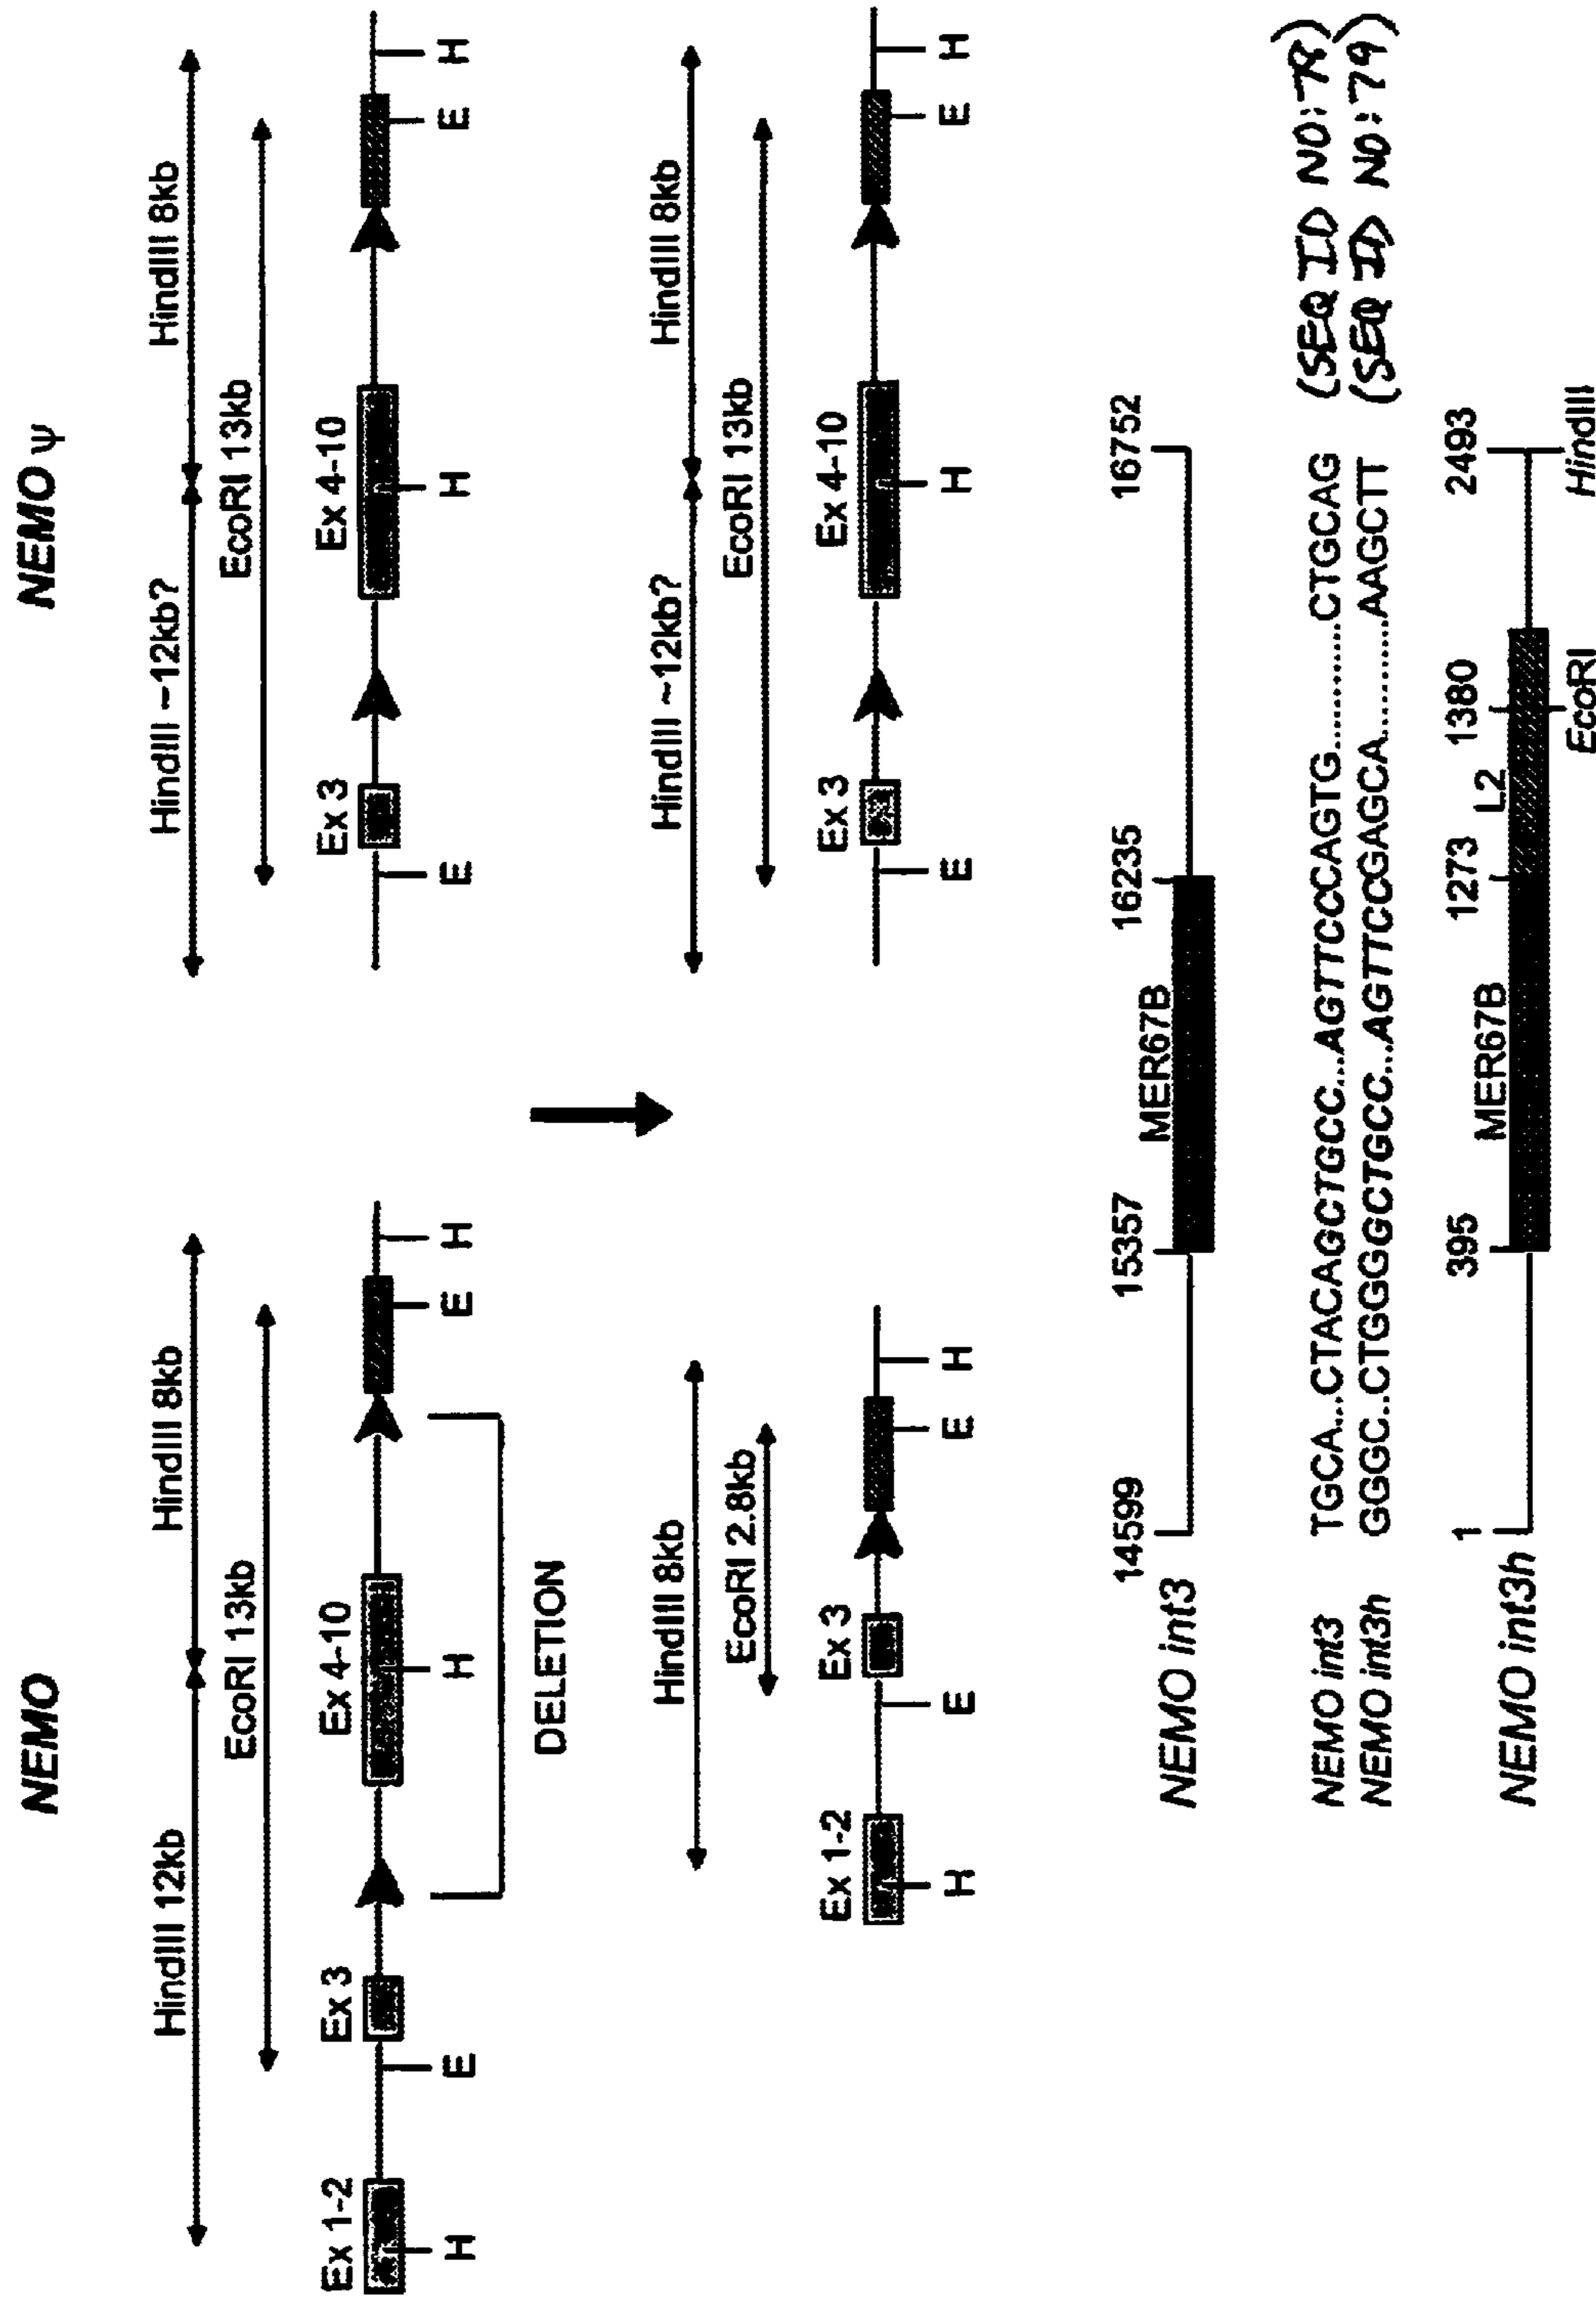 NEMO
NEMO ψ
HindIII 12kb
HindIII 8kb
HindIII ~12kb?
HindIII 8kb
EcoRI 13kb
EcoRI 13kb
Ex 1-2
Ex 3
Ex 4-10
Ex 3
Ex 4-10
H
E
H
E
H
E
H
E
H
DELETION
HindIII 8kb
HindIII ~12kb?
HindIII 8kb
EcoRI 2.8kb
EcoRI 13kb
Ex 1-2
Ex 3
Ex 3
Ex 4-10
H
E
E
H
E
H
E
H
14599
15357
MER67B
16235
16752
NEMO int3
NEMO int3 TGCA...CTACAGCTGCC...AGTTCCCAGTG...........CTGCAG (SEQ ID NO:78)
NEMO int3h GGGC..CTGGGGCTGCC...AGTTCCGAGCA...........AAGCTT (SEQ ID NO:79)
1
395
MER67B
1273
L2
1380
2493
NEMO int3h
EcoRI
HindIII